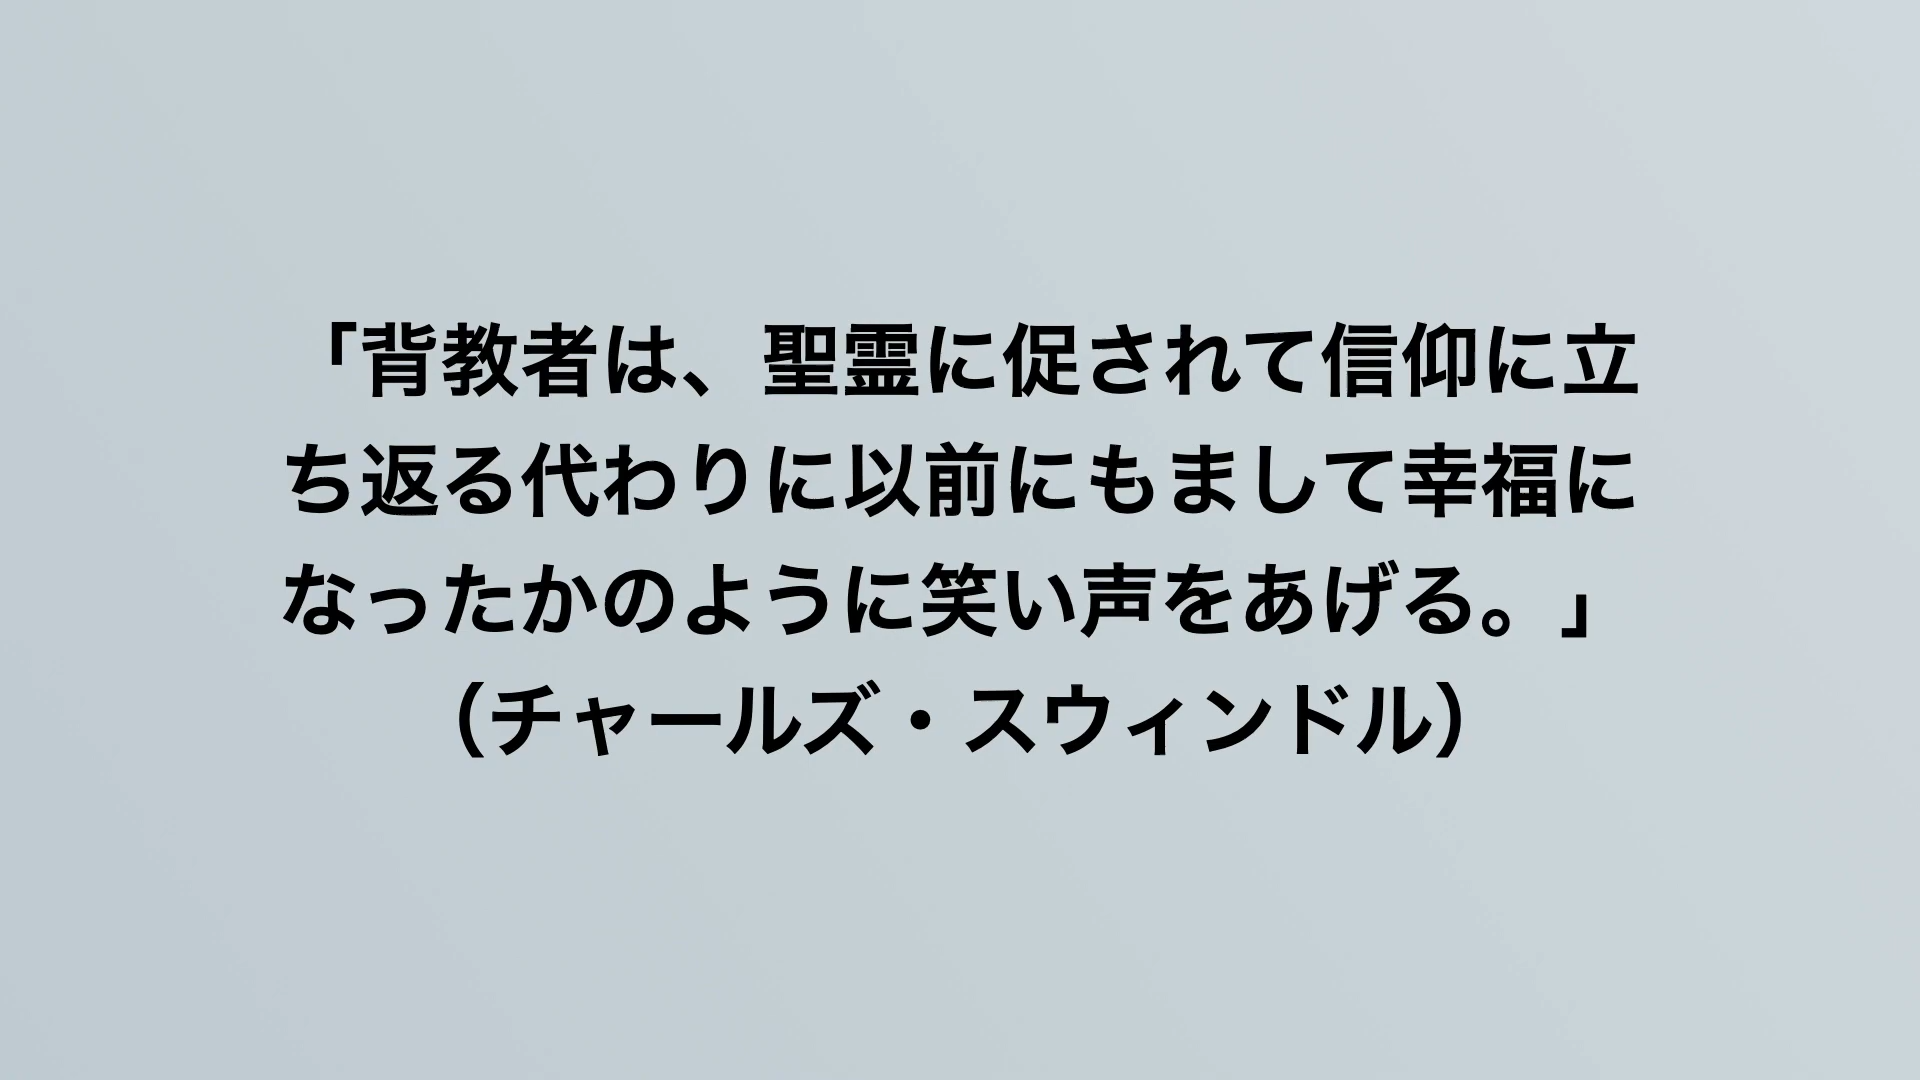 「背教者は、聖霊に促されて信仰に立
ち返る代わりに以前にもまして幸福に
なったかのように笑い声をあげる。」
（チャールズ・スウィンドル）